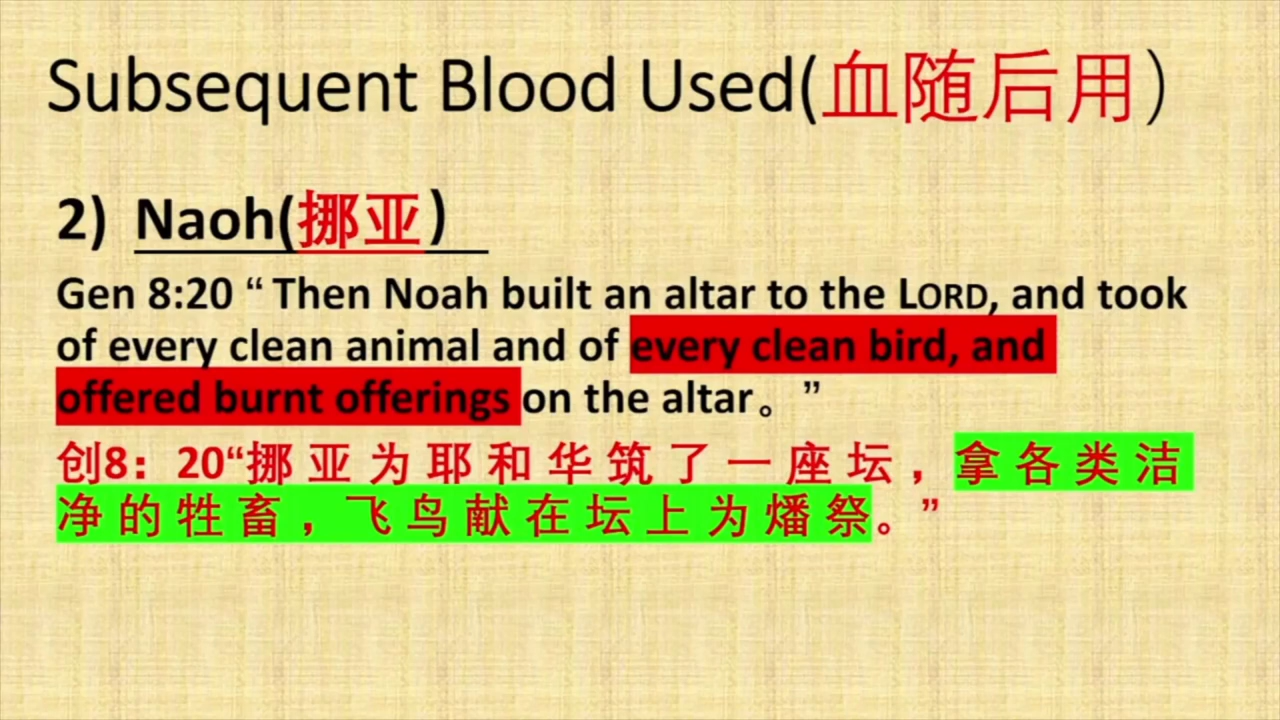 Subsequent Blood Used(血随后用）
2) Naoh(挪亚）
Gen 8:20 “ Then Noah built an altar to the LORD, and took
of every clean animal and of every clean bird, and
offered burnt offerings on the altar。”
创8：20“挪亚为耶和华筑了一座坛，拿各类洁
净的牲畜，飞鸟献在坛上为燔祭。”